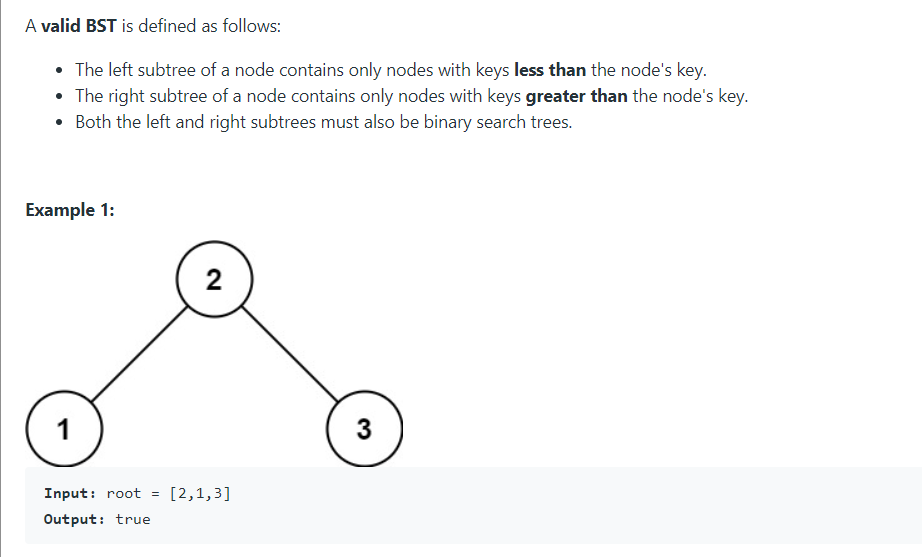 A valid BST is defined as follows:
• The left subtree of a node contains only nodes with keys less than the node's key.
• The right subtree of a node contains only nodes with keys greater than the node's key.
• Both the left and right subtrees must also be binary search trees.
Example 1:
2
1
3
Input: root = [2,1,3]
Output: true